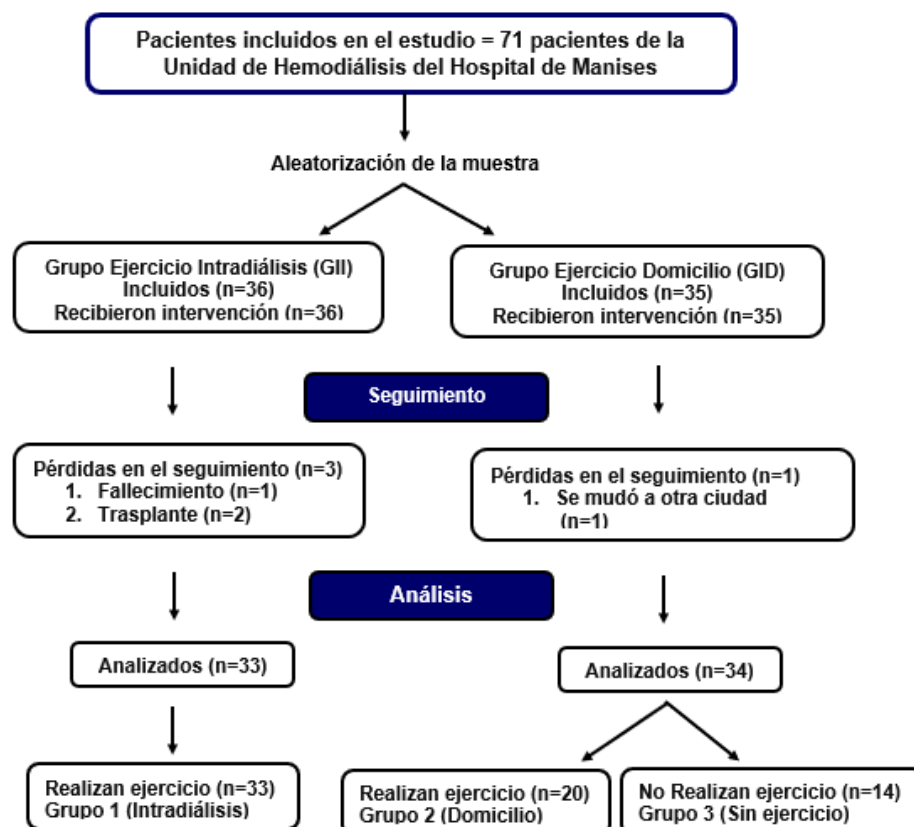 Pacientes incluidos en el estudio = 71 pacientes de la
Unidad de Hemodiálisis del Hospital de Manises
Aleatorización de la muestra
Grupo Ejercicio Intradiálisis (GII)
Incluidos (n=36)
Recibieron intervención (n=36)
Grupo Ejercicio Domicilio (GID)
Incluidos (n=35)
Recibieron intervención (n=35)
Seguimiento
Pérdidas en el seguimiento (n=3)
1. Fallecimiento (n=1)
2. Trasplante (n=2)
Pérdidas en el seguimiento (n=1)
1. Se mudó a otra ciudad
(n=1)
Análisis
Analizados (n=33)
Analizados (n=34)
Realizan ejercicio (n=33)
Grupo 1 (Intradiálisis)
Realizan ejercicio (n=20)
Grupo 2 (Domicilio)
No Realizan ejercicio (n=14)
Grupo 3 (Sin ejercicio)